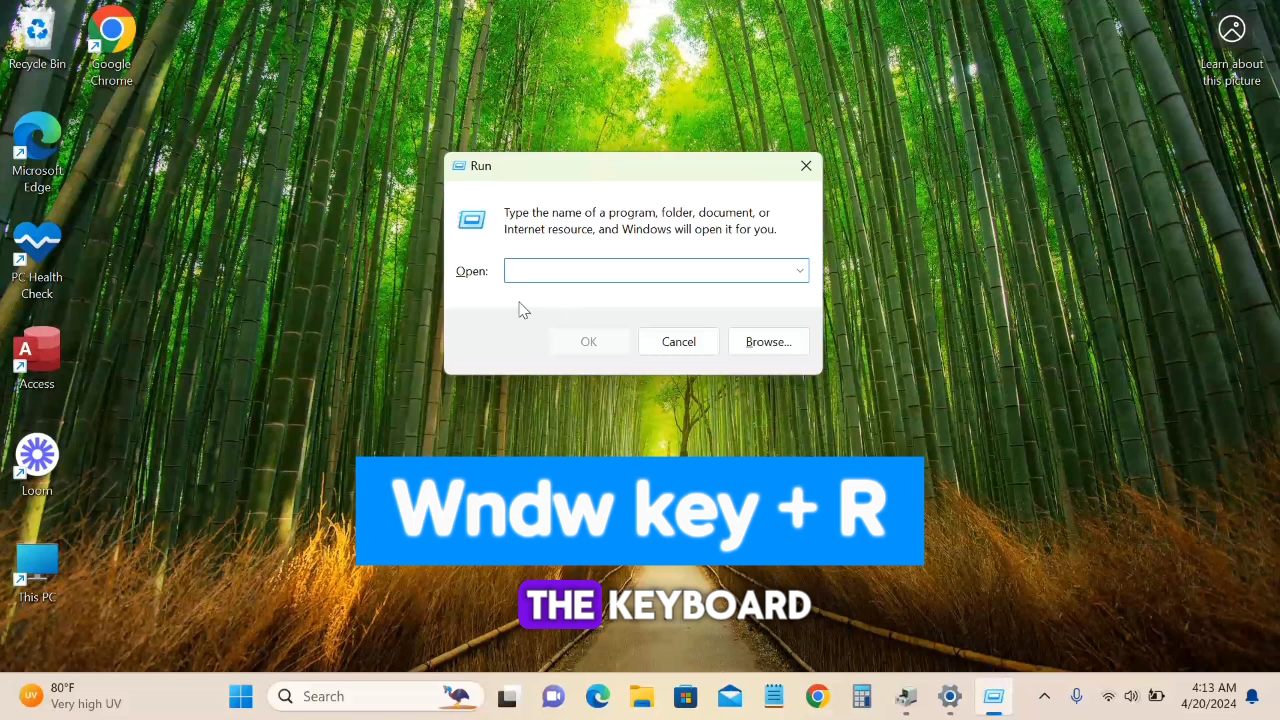 Recycle Bin
Google
Chrome
Learn about
this picture
Microsoft
Edge
PC Health
Check
A
Access
Loom
This PC
Run
Type the name of a program, folder, document, or
Internet resource, and Windows will open it for you.
Open:
OK
Cancel
Browse...
Wndw key + R
THE KEYBOARD
UV
80°F
Very high UV
Search
4:13 AM
4/20/2024